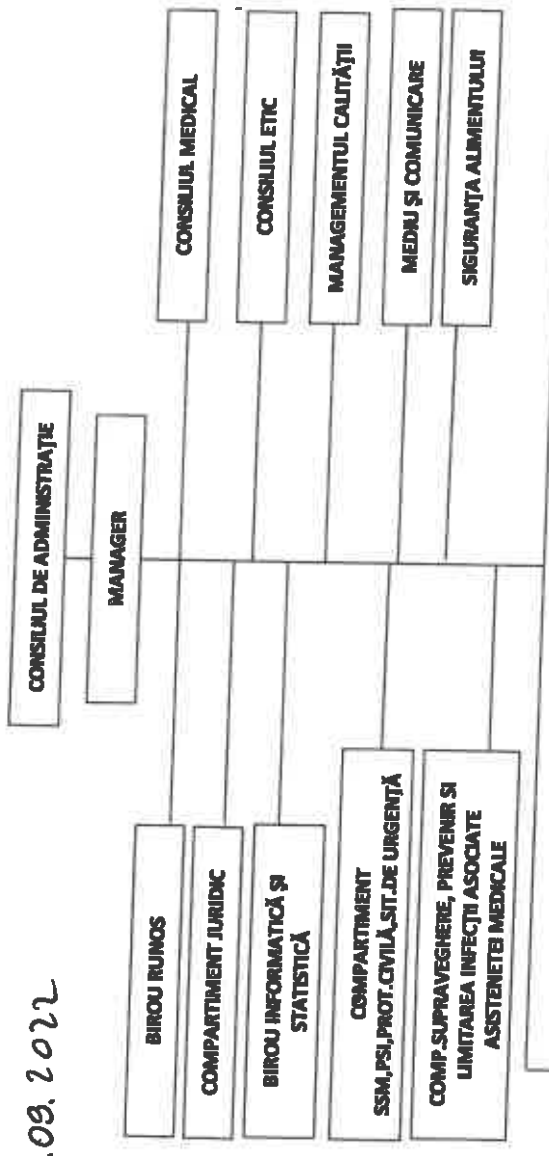 .09.2022
CONSILIUL DE ADMINISTRAȚIE
MANAGER
BIROU RUNOS
COMPARTIMENT JURIDIC
BIROU INFORMATICĂ ȘI
STATISTICĂ
COMPARTIMENT
SSM,PSI,PROT.CIVILĂ,SIT.DE URGENȚĂ
COMP.SUPRAVEGHERE, PREVENIR SI
LIMITAREA INFECȚII ASOCIATE
ASISTENETEI MEDICALE
CONSILIUL MEDICAL
CONSILIUL ETIC
MANAGEMENTUL CALITĂȚII
MEDIU ȘI COMUNICARE
SIGURANȚA ALIMENTULUI